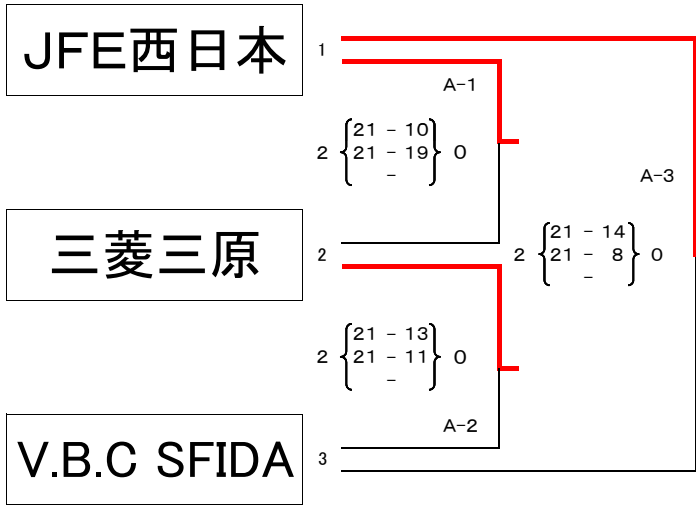 JFE西日本
1
A-1
2 { 21 - 10 } 0
21 - 19
-
A-3
三菱三原
2
2 { 21 - 14 } 0
21 - 8
-
2 { 21 - 13 } 0
21 - 11
-
A-2
V.B.C SFIDA
3